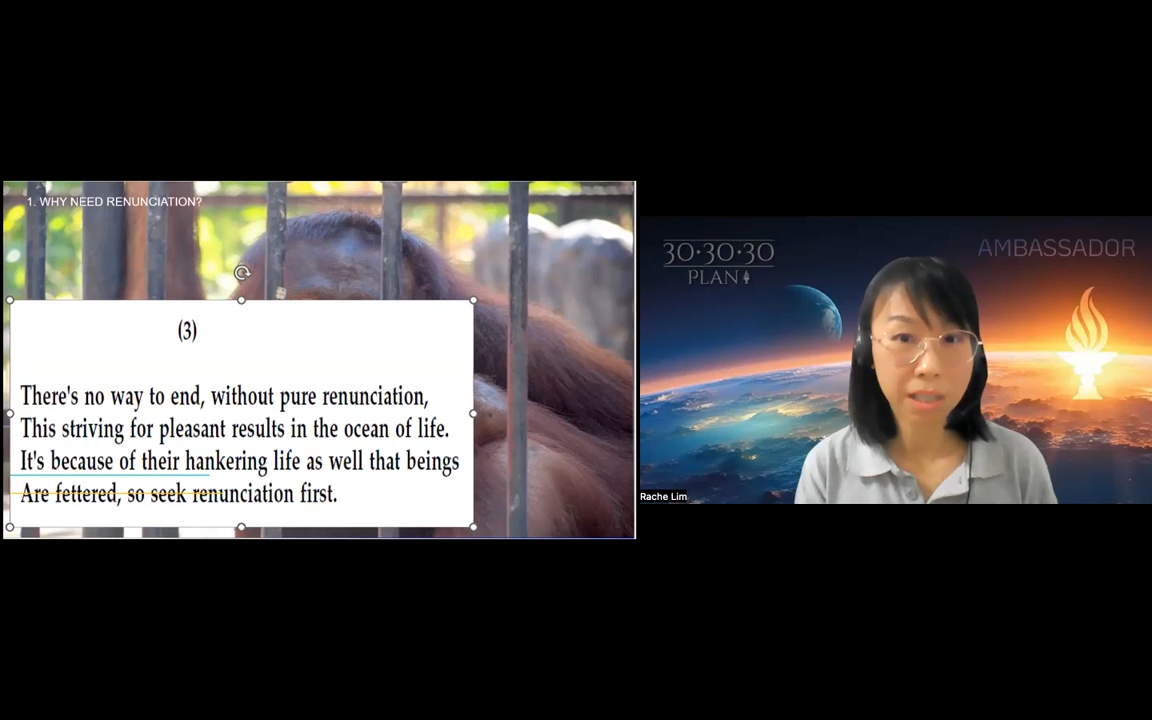 1. WHY NEED RENUNCIATION?
(3)
There's no way to end, without pure renunciation,
This striving for pleasant results in the ocean of life.
It's because of their hankering life as well that beings
Are fettered, so seek renunciation first.
30·30·30
PLAN
AMBASSADOR
Rache Lim